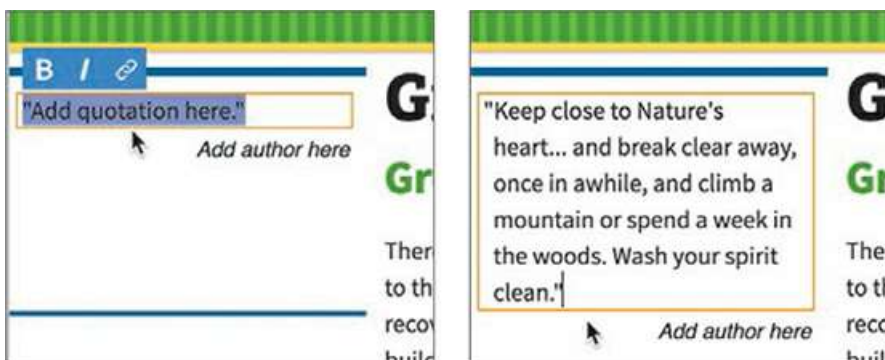 B I
"Add quotation here."
Add author here
G
Gr
Ther
to th
recov
"Keep close to Nature's
heart... and break clear away,
once in awhile, and climb a
mountain or spend a week in
the woods. Wash your spirit
clean."
Add author here
G
Gr
The
to tl
reco